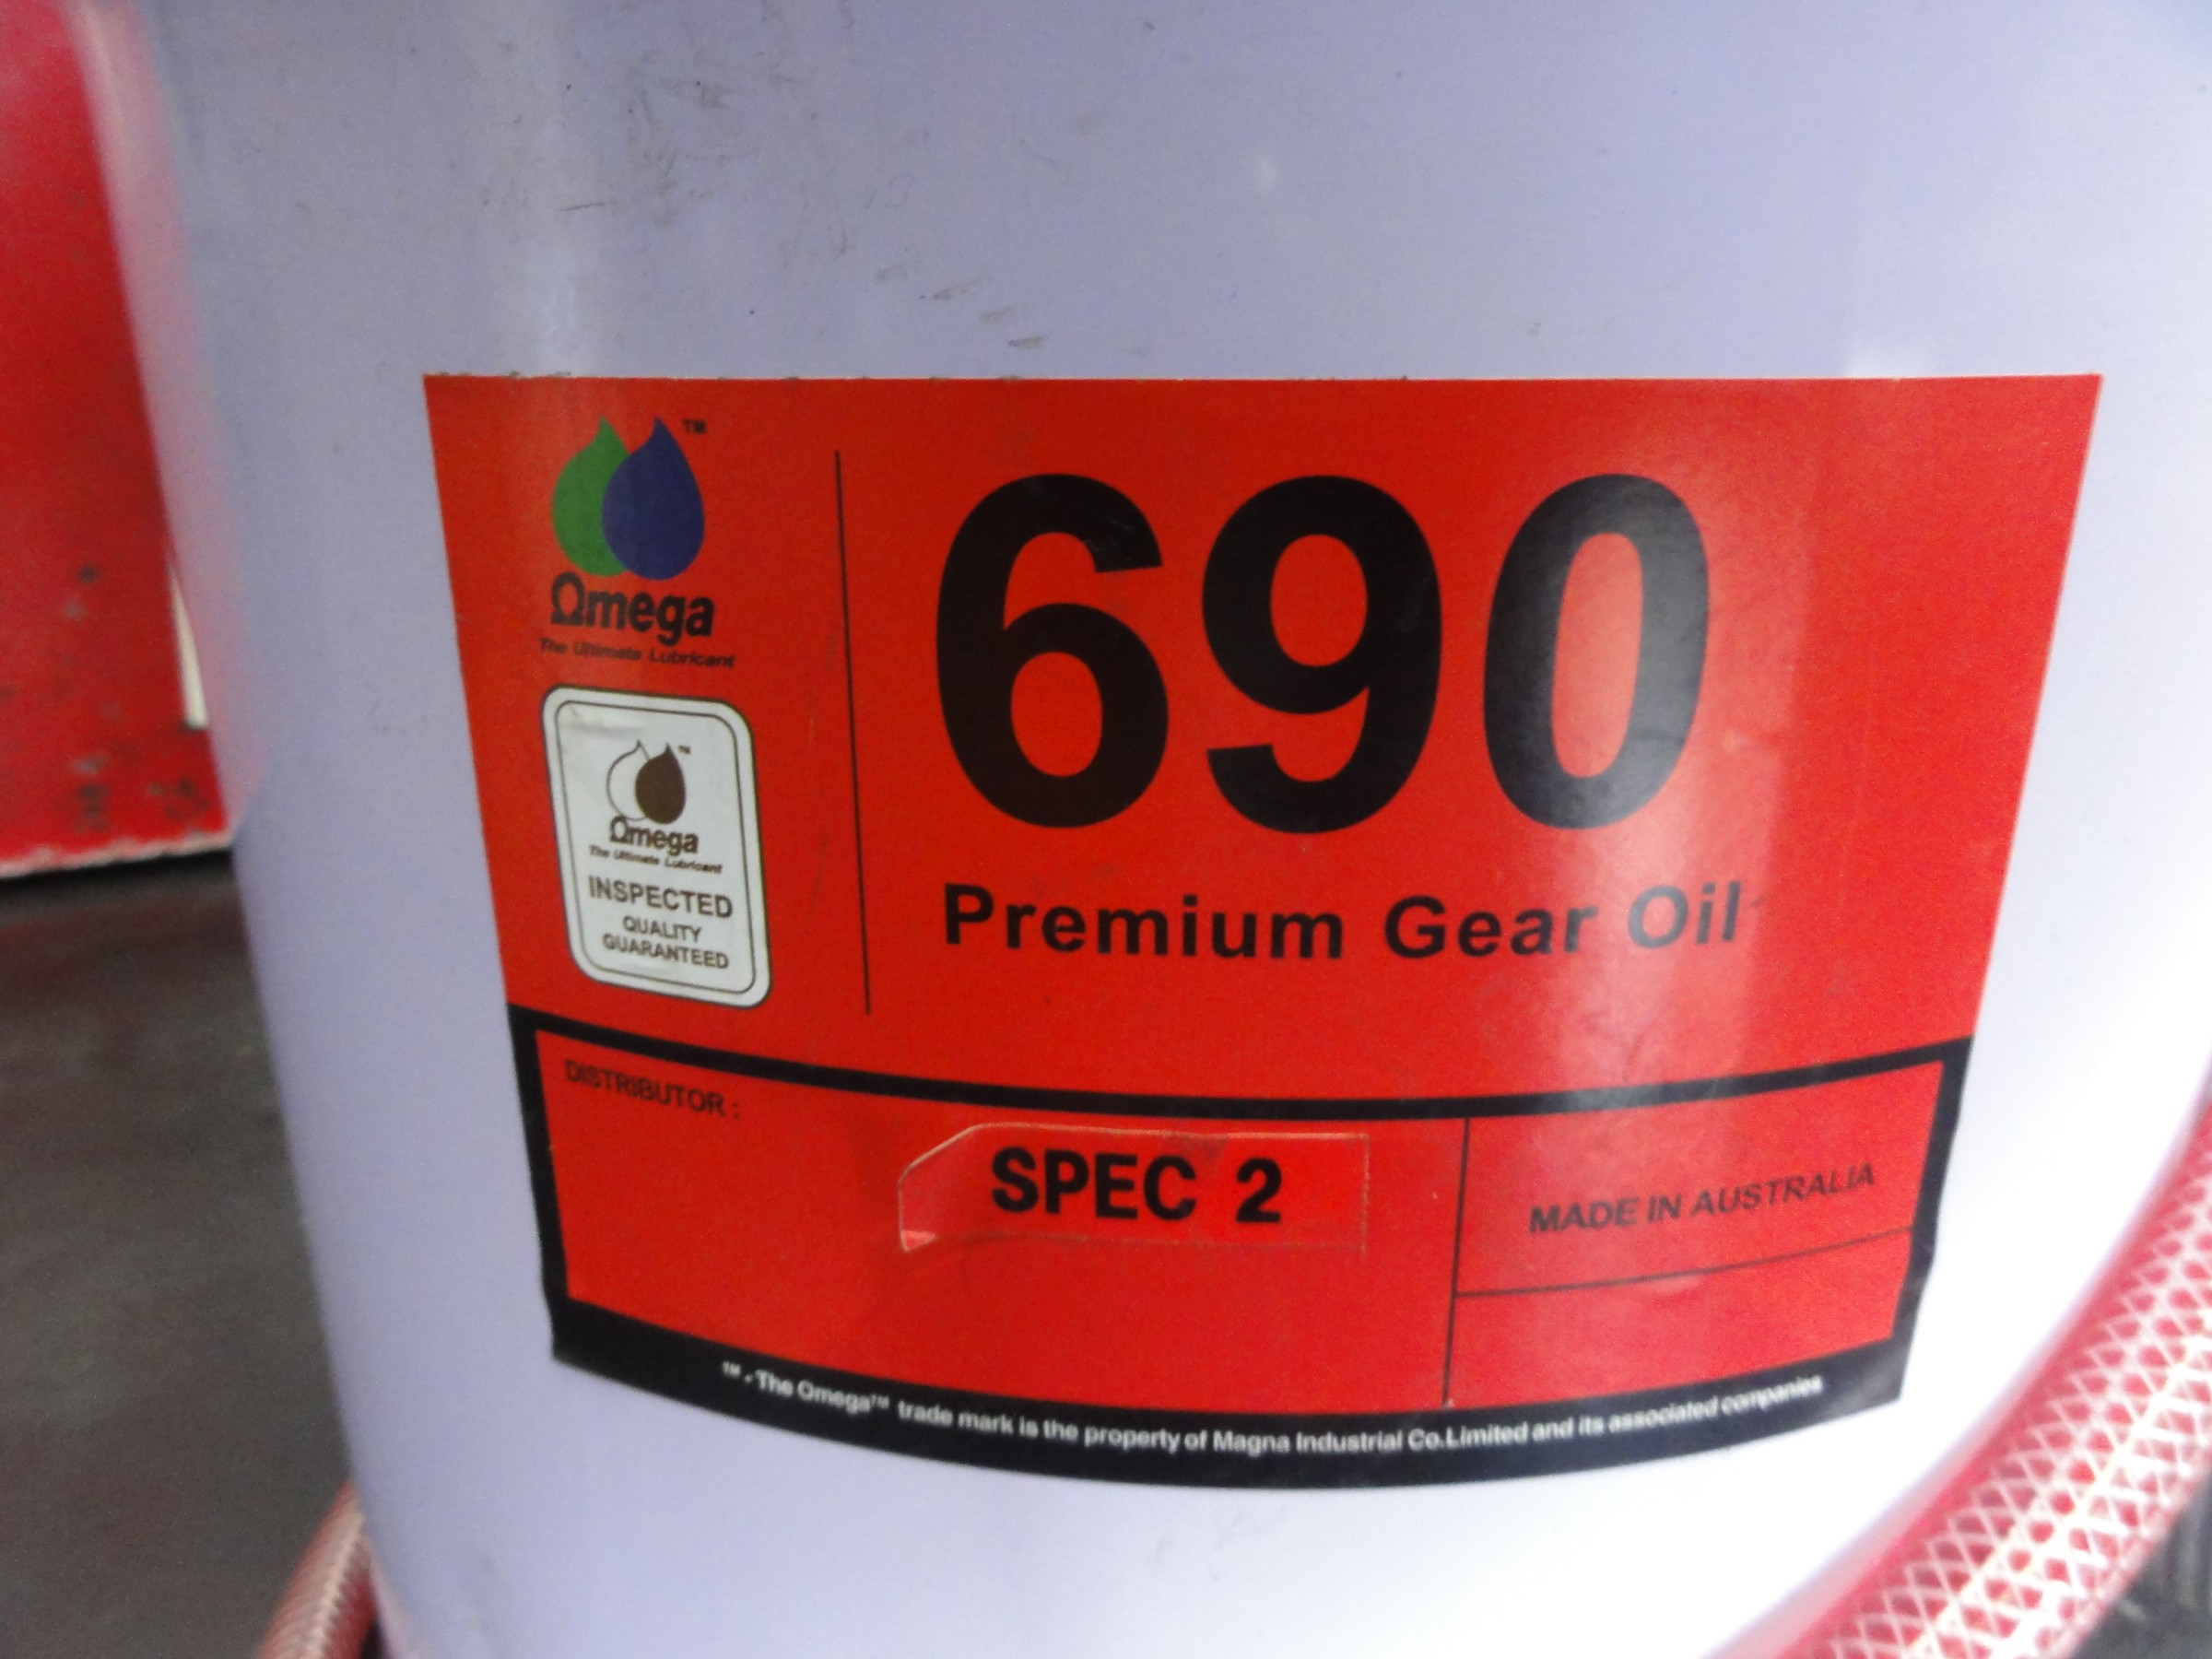 TM
Ωmega
The Ultimate Lubricant
TM
Ωmega
The Ultimate Lubricant
INSPECTED
QUALITY
GUARANTEED
690
Premium Gear Oil
DISTRIBUTOR :
SPEC 2
MADE IN AUSTRALIA
TM - The Omega™ trade mark is the property of Magna Industrial Co.Limited and its associated companies